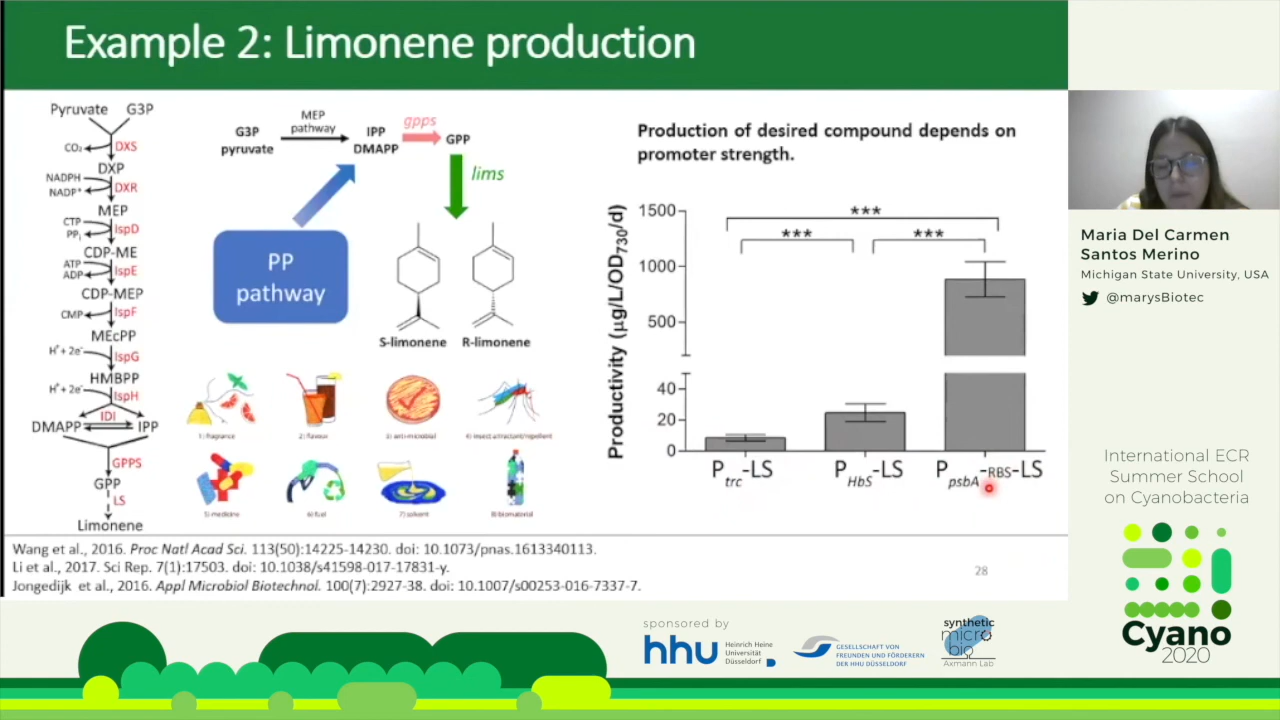 Example 2: Limonene production
Pyruvate G3P
CO₂ DXS
DXP
NADPH
NADP⁺ DXR
MEP
CTP
PPᵢ IspD
CDP-ME
ATP
ADP IspE
CDP-MEP
CMP IspF
MEcPP
H⁺ + 2e⁻ IspG
HMBPP
H⁺ + 2e⁻ IspH
IDI
DMAPP IPP
GPPS
GPP
LS
Limonene
G3P
pyruvate
MEP
pathway
IPP
DMAPP
gpps
GPP
lims
PP
pathway
S-limonene R-limonene
1) fragrance 2) flavour 3) anti-microbial 4) insect attractant/repellent
5) medicine 6) fuel 7) solvent 8) biomaterial
Production of desired compound depends on
promoter strength.
Productivity (µg/L/OD730/d)
1500
1000
500
40
20
0
***
*** ***
Ptrc-LS PHbS-LS PpsbA-RBS-LS
Wang et al., 2016. Proc Natl Acad Sci. 113(50):14225-14230. doi: 10.1073/pnas.1613340113.
Li et al., 2017. Sci Rep. 7(1):17503. doi: 10.1038/s41598-017-17831-y.
Jongedijk et al., 2016. Appl Microbiol Biotechnol. 100(7):2927-38. doi: 10.1007/s00253-016-7337-7.
28
Maria Del Carmen
Santos Merino
Michigan State University, USA
@marysBiotec
International ECR
Summer School
on Cyanobacteria
Cyano
2020
sponsored by
hhu Heinrich Heine
Universität
Düsseldorf
GESELLSCHAFT VON
FREUNDEN UND FÖRDERERN
DER HHU DÜSSELDORF
synthetic
micro
bio
Axmann Lab